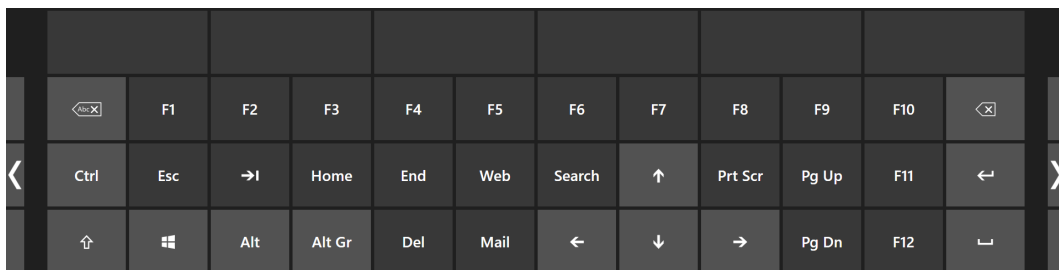 Abc F1 F2 F3 F4 F5 F6 F7 F8 F9 F10
Ctrl Esc Home End Web Search Prt Scr Pg Up F11
Alt Alt Gr Del Mail Pg Dn F12